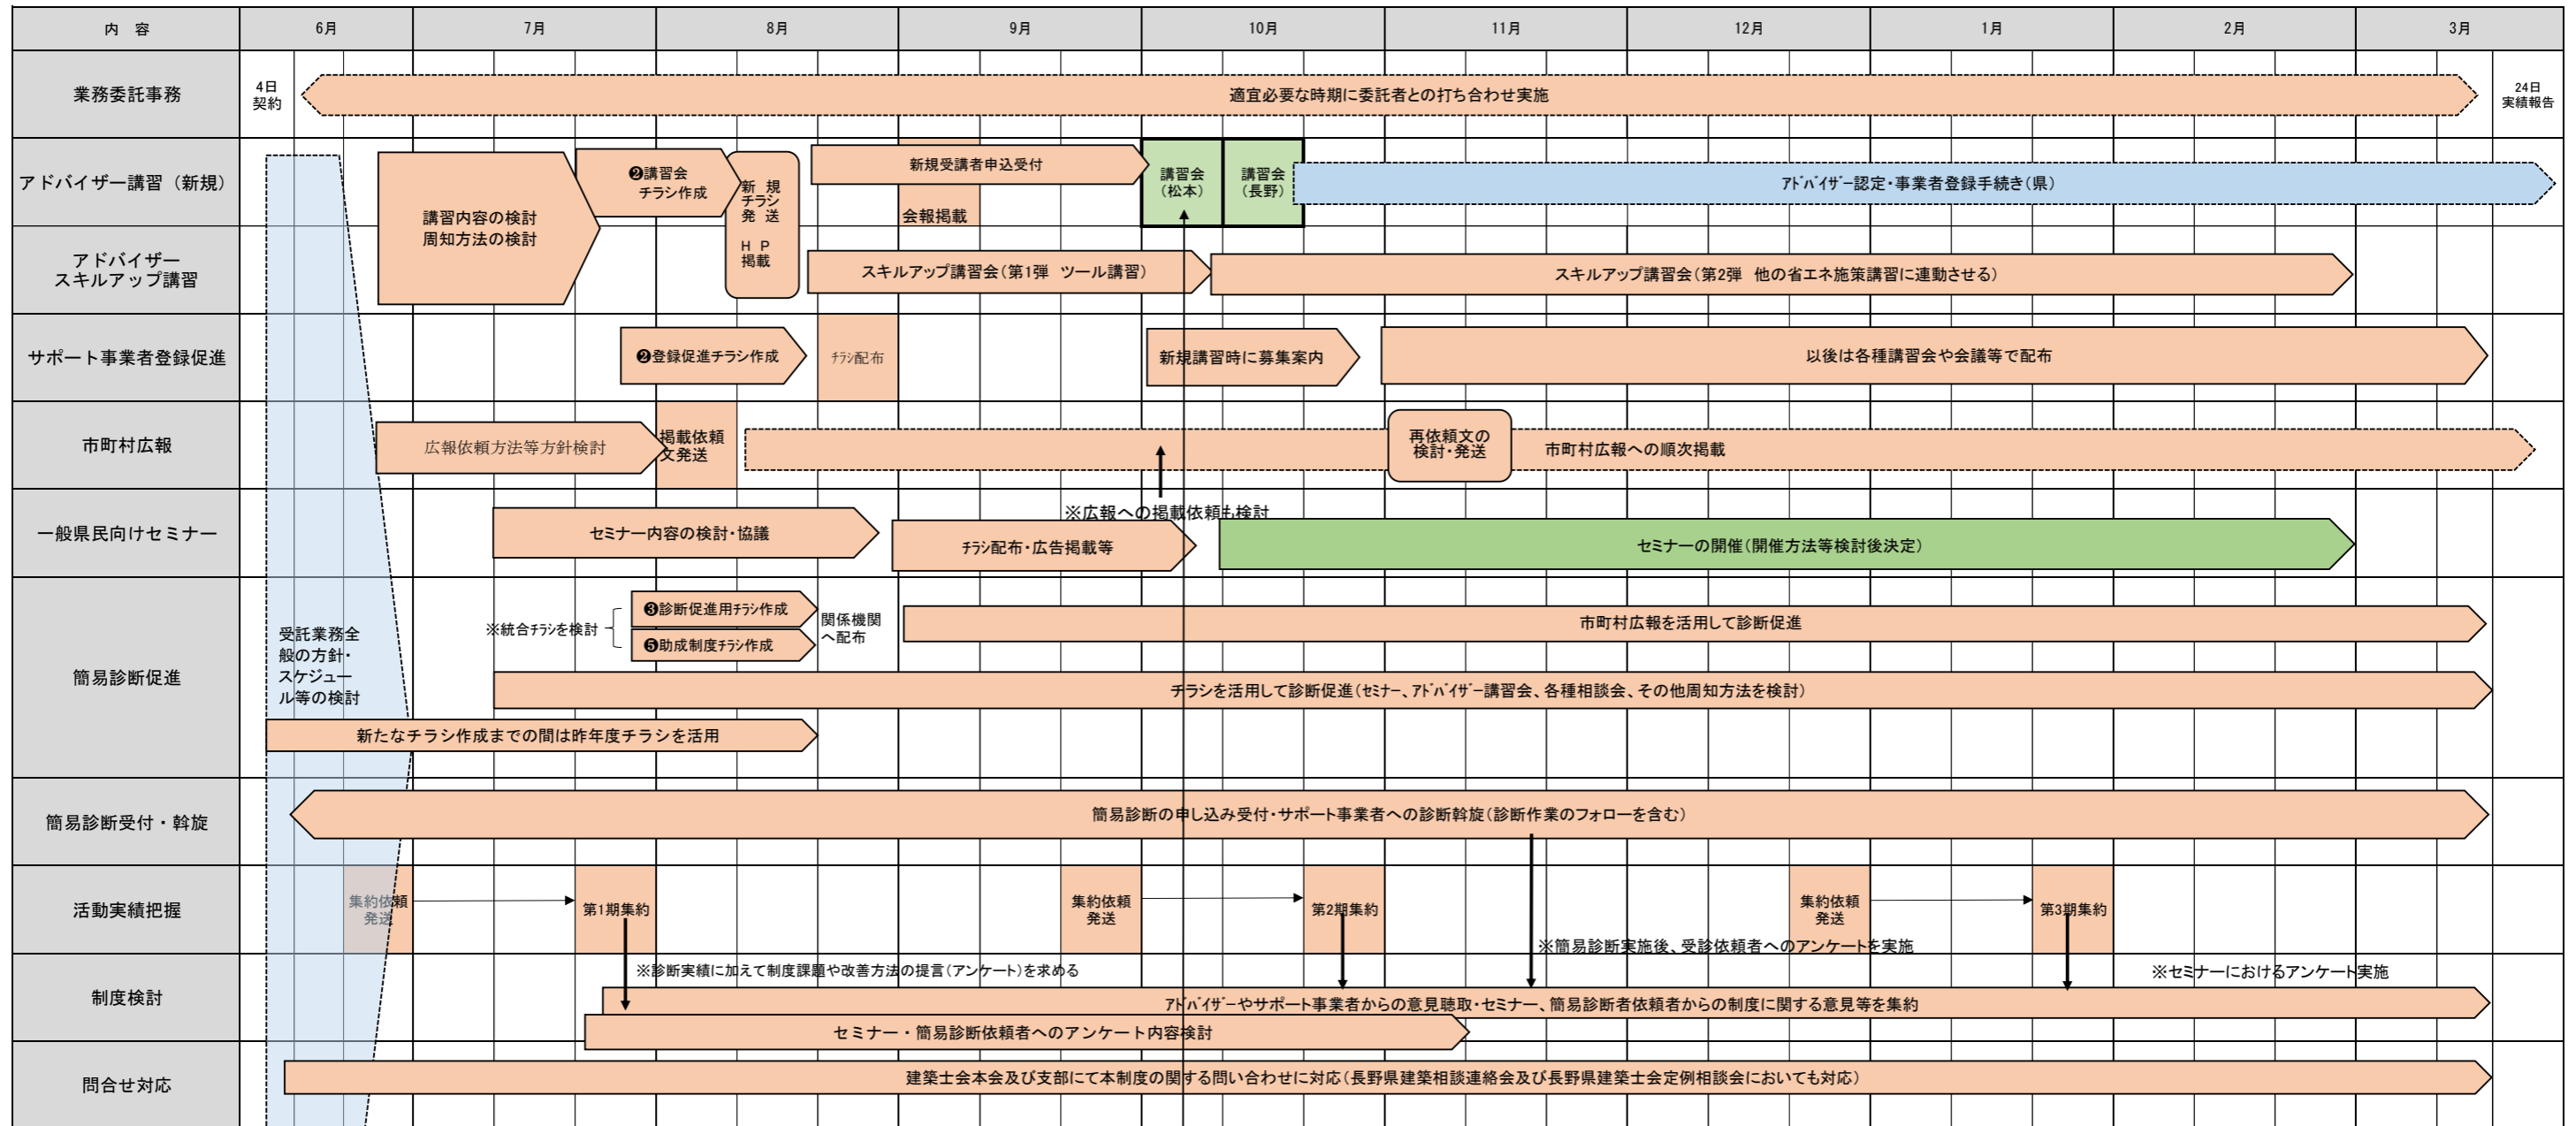 内　容
6月
7月
8月
9月
10月
11月
12月
1月
2月
3月
業務委託事務
4日
契約
適宜必要な時期に委託者との打ち合わせ実施
24日
実績報告
アドバイザー講習（新規）
講習内容の検討
周知方法の検討
❷講習会
チラシ作成
新　規
チラシ
発　送
Ｈ　Ｐ
掲載
新規受講者申込受付
会報掲載
講習会
（松本）
講習会
（長野）
ｱﾄﾞﾊﾞｲｻﾞｰ認定・事業者登録手続き（県）
アドバイザー
スキルアップ講習
スキルアップ講習会（第1弾　ツール講習）
スキルアップ講習会（第2弾　他の省エネ施策講習に連動させる）
サポート事業者登録促進
❷登録促進チラシ作成
ﾁﾗｼ配布
新規講習時に募集案内
以後は各種講習会や会議等で配布
市町村広報
広報依頼方法等方針検討
掲載依頼
文発送
再依頼文の
検討・発送
市町村広報への順次掲載
※広報への掲載依頼も検討
一般県民向けセミナー
セミナー内容の検討・協議
ﾁﾗｼ配布・広告掲載等
セミナーの開催（開催方法等検討後決定）
簡易診断促進
受託業務全
般の方針・
スケジュー
ル等の検討
※統合ﾁﾗｼを検討
❸診断促進用ﾁﾗｼ作成
❺助成制度ﾁﾗｼ作成
関係機関
へ配布
市町村広報を活用して診断促進
チラシを活用して診断促進（ｾﾐﾅｰ、ｱﾄﾞﾊﾞｲｻﾞｰ講習会、各種相談会、その他周知方法を検討）
新たなチラシ作成までの間は昨年度チラシを活用
簡易診断受付・斡旋
簡易診断の申し込み受付・サポート事業者への診断斡旋（診断作業のフォローを含む）
活動実績把握
集約依頼
発送
第1期集約
集約依頼
発送
第2期集約
集約依頼
発送
第3期集約
※簡易診断実施後、受診依頼者へのアンケートを実施
制度検討
※診断実績に加えて制度課題や改善方法の提言（アンケート）を求める
※セミナーにおけるアンケート実施
ｱﾄﾞﾊﾞｲｻﾞｰやサポート事業者からの意見聴取・セミナー、簡易診断者依頼者からの制度に関する意見等を集約
セミナー・簡易診断依頼者へのアンケート内容検討
問合せ対応
建築士会本会及び支部にて本制度の関する問い合わせに対応（長野県建築相談連絡会及び長野県建築士会定例相談会においても対応）